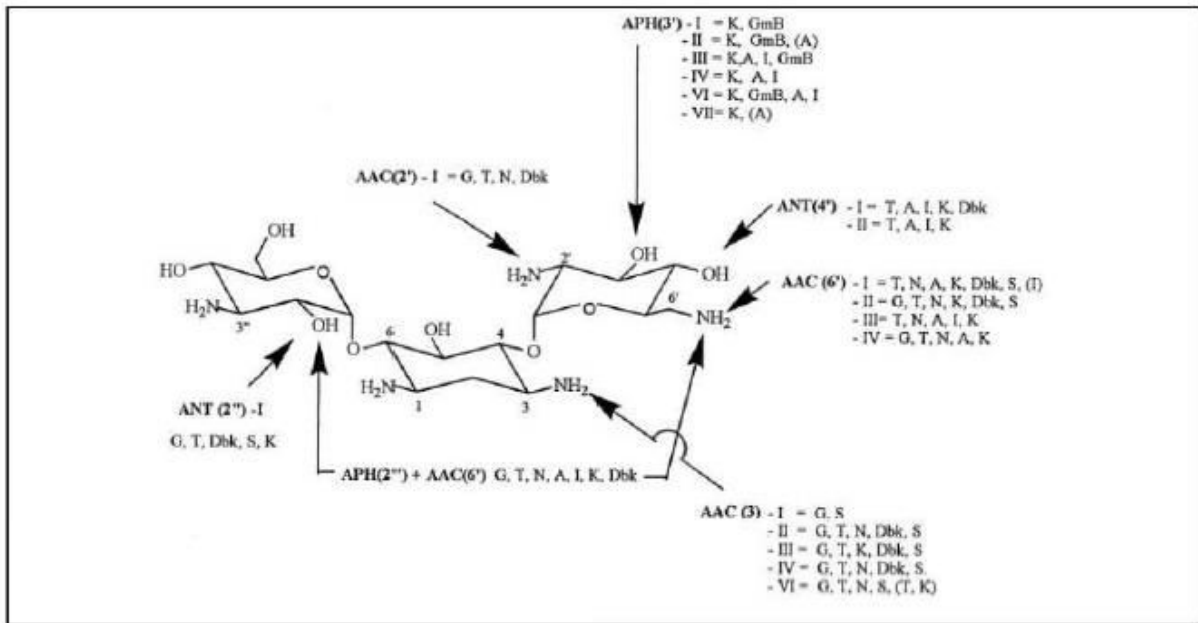 APH(3') - I = K, GmB
- II = K, GmB, (A)
- III = K,A, I, GmB
- IV = K, A, I
- VI = K, GmB, A, I
- VII= K, (A)
AAC(2') - I = G, T, N, Dbk
ANT(4') - I = T, A, I, K, Dbk
- II = T, A, I, K
OH
HO
O
H₂N
3"
OH
O
6
OH
4
O
H₂N
1
3
NH₂
H₂N
2'
OH
OH
O
6'
NH₂
AAC (6') - I = T, N, A, K, Dbk, S, (I)
- II = G, T, N, K, Dbk, S
- III= T, N, A, I, K
- IV = G, T, N, A, K
ANT (2") -I
G, T, Dbk, S, K
APH(2''') + AAC(6') G, T, N, A, I, K, Dbk
AAC (3) - I = G, S
- II = G, T, N, Dbk, S
- III = G, T, K, Dbk, S
- IV = G, T, N, Dbk, S.
- VI = G, T, N, S, (T, K)